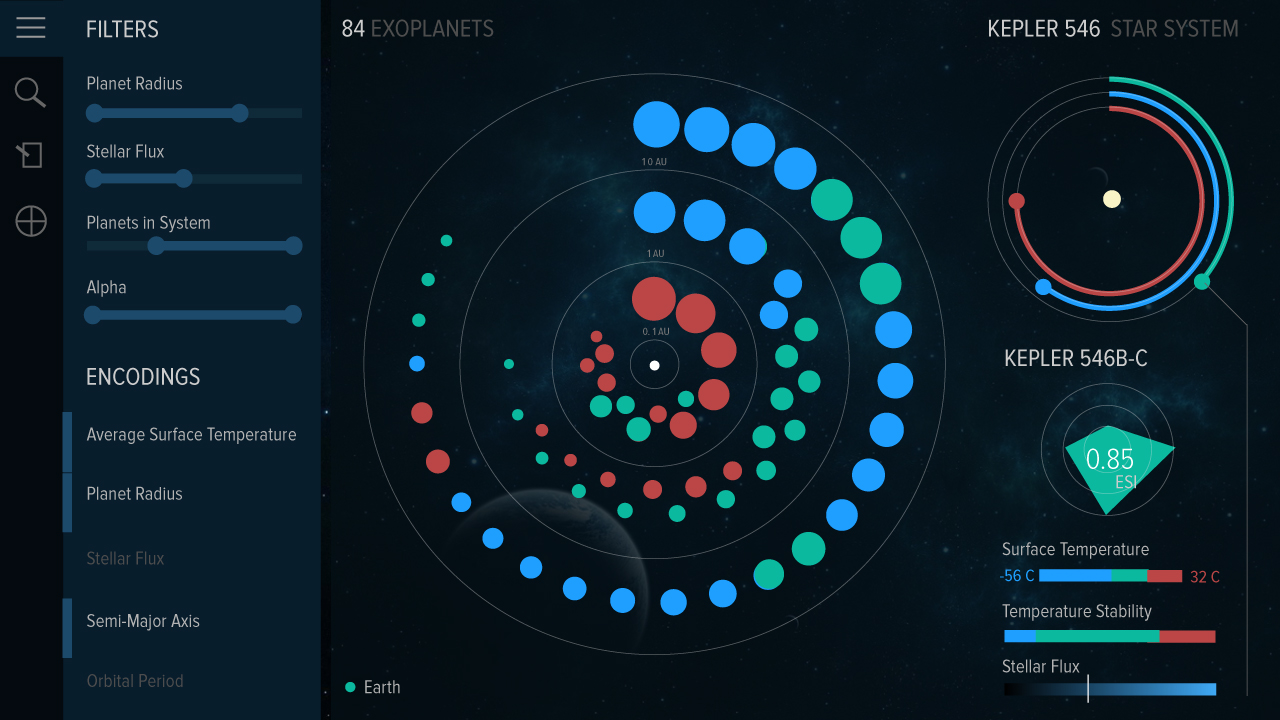 FILTERS
Planet Radius
Stellar Flux
Planets in System
Alpha
ENCODINGS
Average Surface Temperature
Planet Radius
Stellar Flux
Semi-Major Axis
Orbital Period
84 EXOPLANETS
10 AU
1 AU
0.1 AU
Earth
KEPLER 546 STAR SYSTEM
KEPLER 546B-C
0.85
ESI
Surface Temperature
-56 C
32 C
Temperature Stability
Stellar Flux